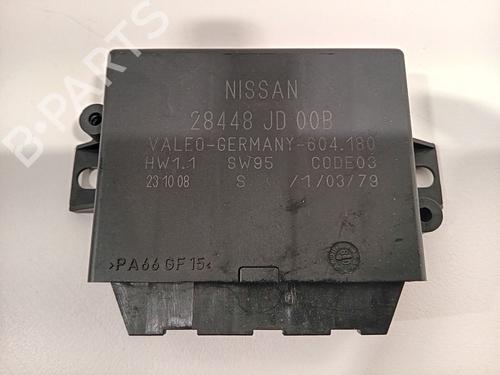 B-PARTS
NISSAN
28448 JD 00B
VALEO-GERMANY-604.180
HW1.1 SW95 CODE03
23 10 08 S /1/03/79
>PA66 GF15<